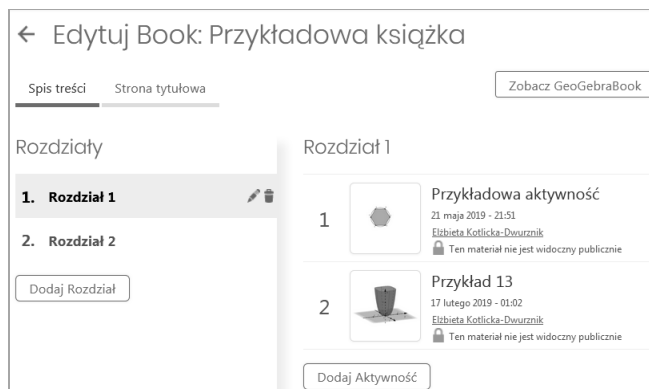 Edytuj Book: Przykładowa książka
Spis treści
Strona tytułowa
Zobacz GeoGebraBook
Rozdziały
1. Rozdział 1
2. Rozdział 2
Dodaj Rozdział
Rozdział 1
1
Przykładowa aktywność
21 maja 2019 - 21:51
Elżbieta Kotlicka-Dwurznik
Ten materiał nie jest widoczny publicznie
2
Przykład 13
17 lutego 2019 - 01:02
Elżbieta Kotlicka-Dwurznik
Ten materiał nie jest widoczny publicznie
Dodaj Aktywność